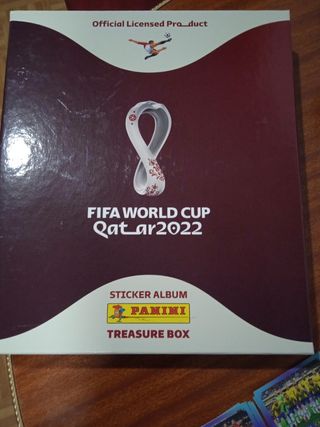 Official Licensed Product
FIFA WORLD CUP
Qatar2022
STICKER ALBUM
PANINI
TREASURE BOX